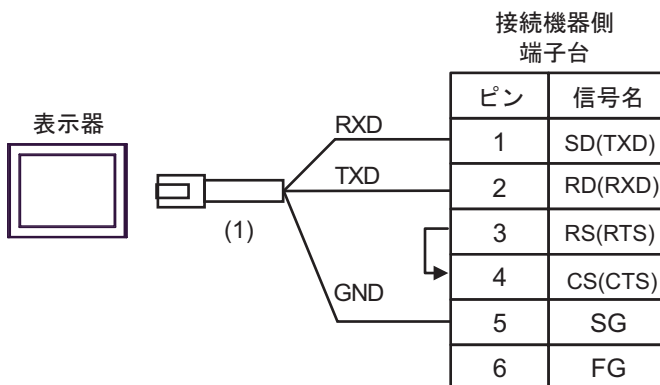 接続機器側
端子台
表示器
(1)
RXD
TXD
GND
ピン 信号名
1 SD(TXD)
2 RD(RXD)
3 RS(RTS)
4 CS(CTS)
5 SG
6 FG